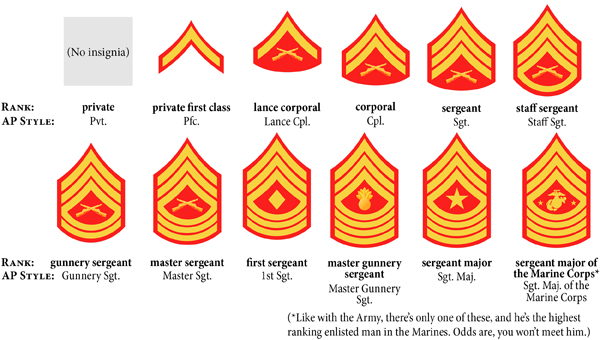 (No insignia)
RANK: private private first class lance corporal corporal sergeant staff sergeant
AP STYLE: Pvt. Pfc. Lance Cpl. Cpl. Sgt. Staff Sgt.
RANK: gunnery sergeant master sergeant first sergeant master gunnery sergeant sergeant major sergeant major of the Marine Corps*
AP STYLE: Gunnery Sgt. Master Sgt. 1st Sgt. Master Gunnery Sgt. Sgt. Maj. Sgt. Maj. of the Marine Corps
(*Like with the Army, there's only one of these, and he's the highest
ranking enlisted man in the Marines. Odds are, you won't meet him.)